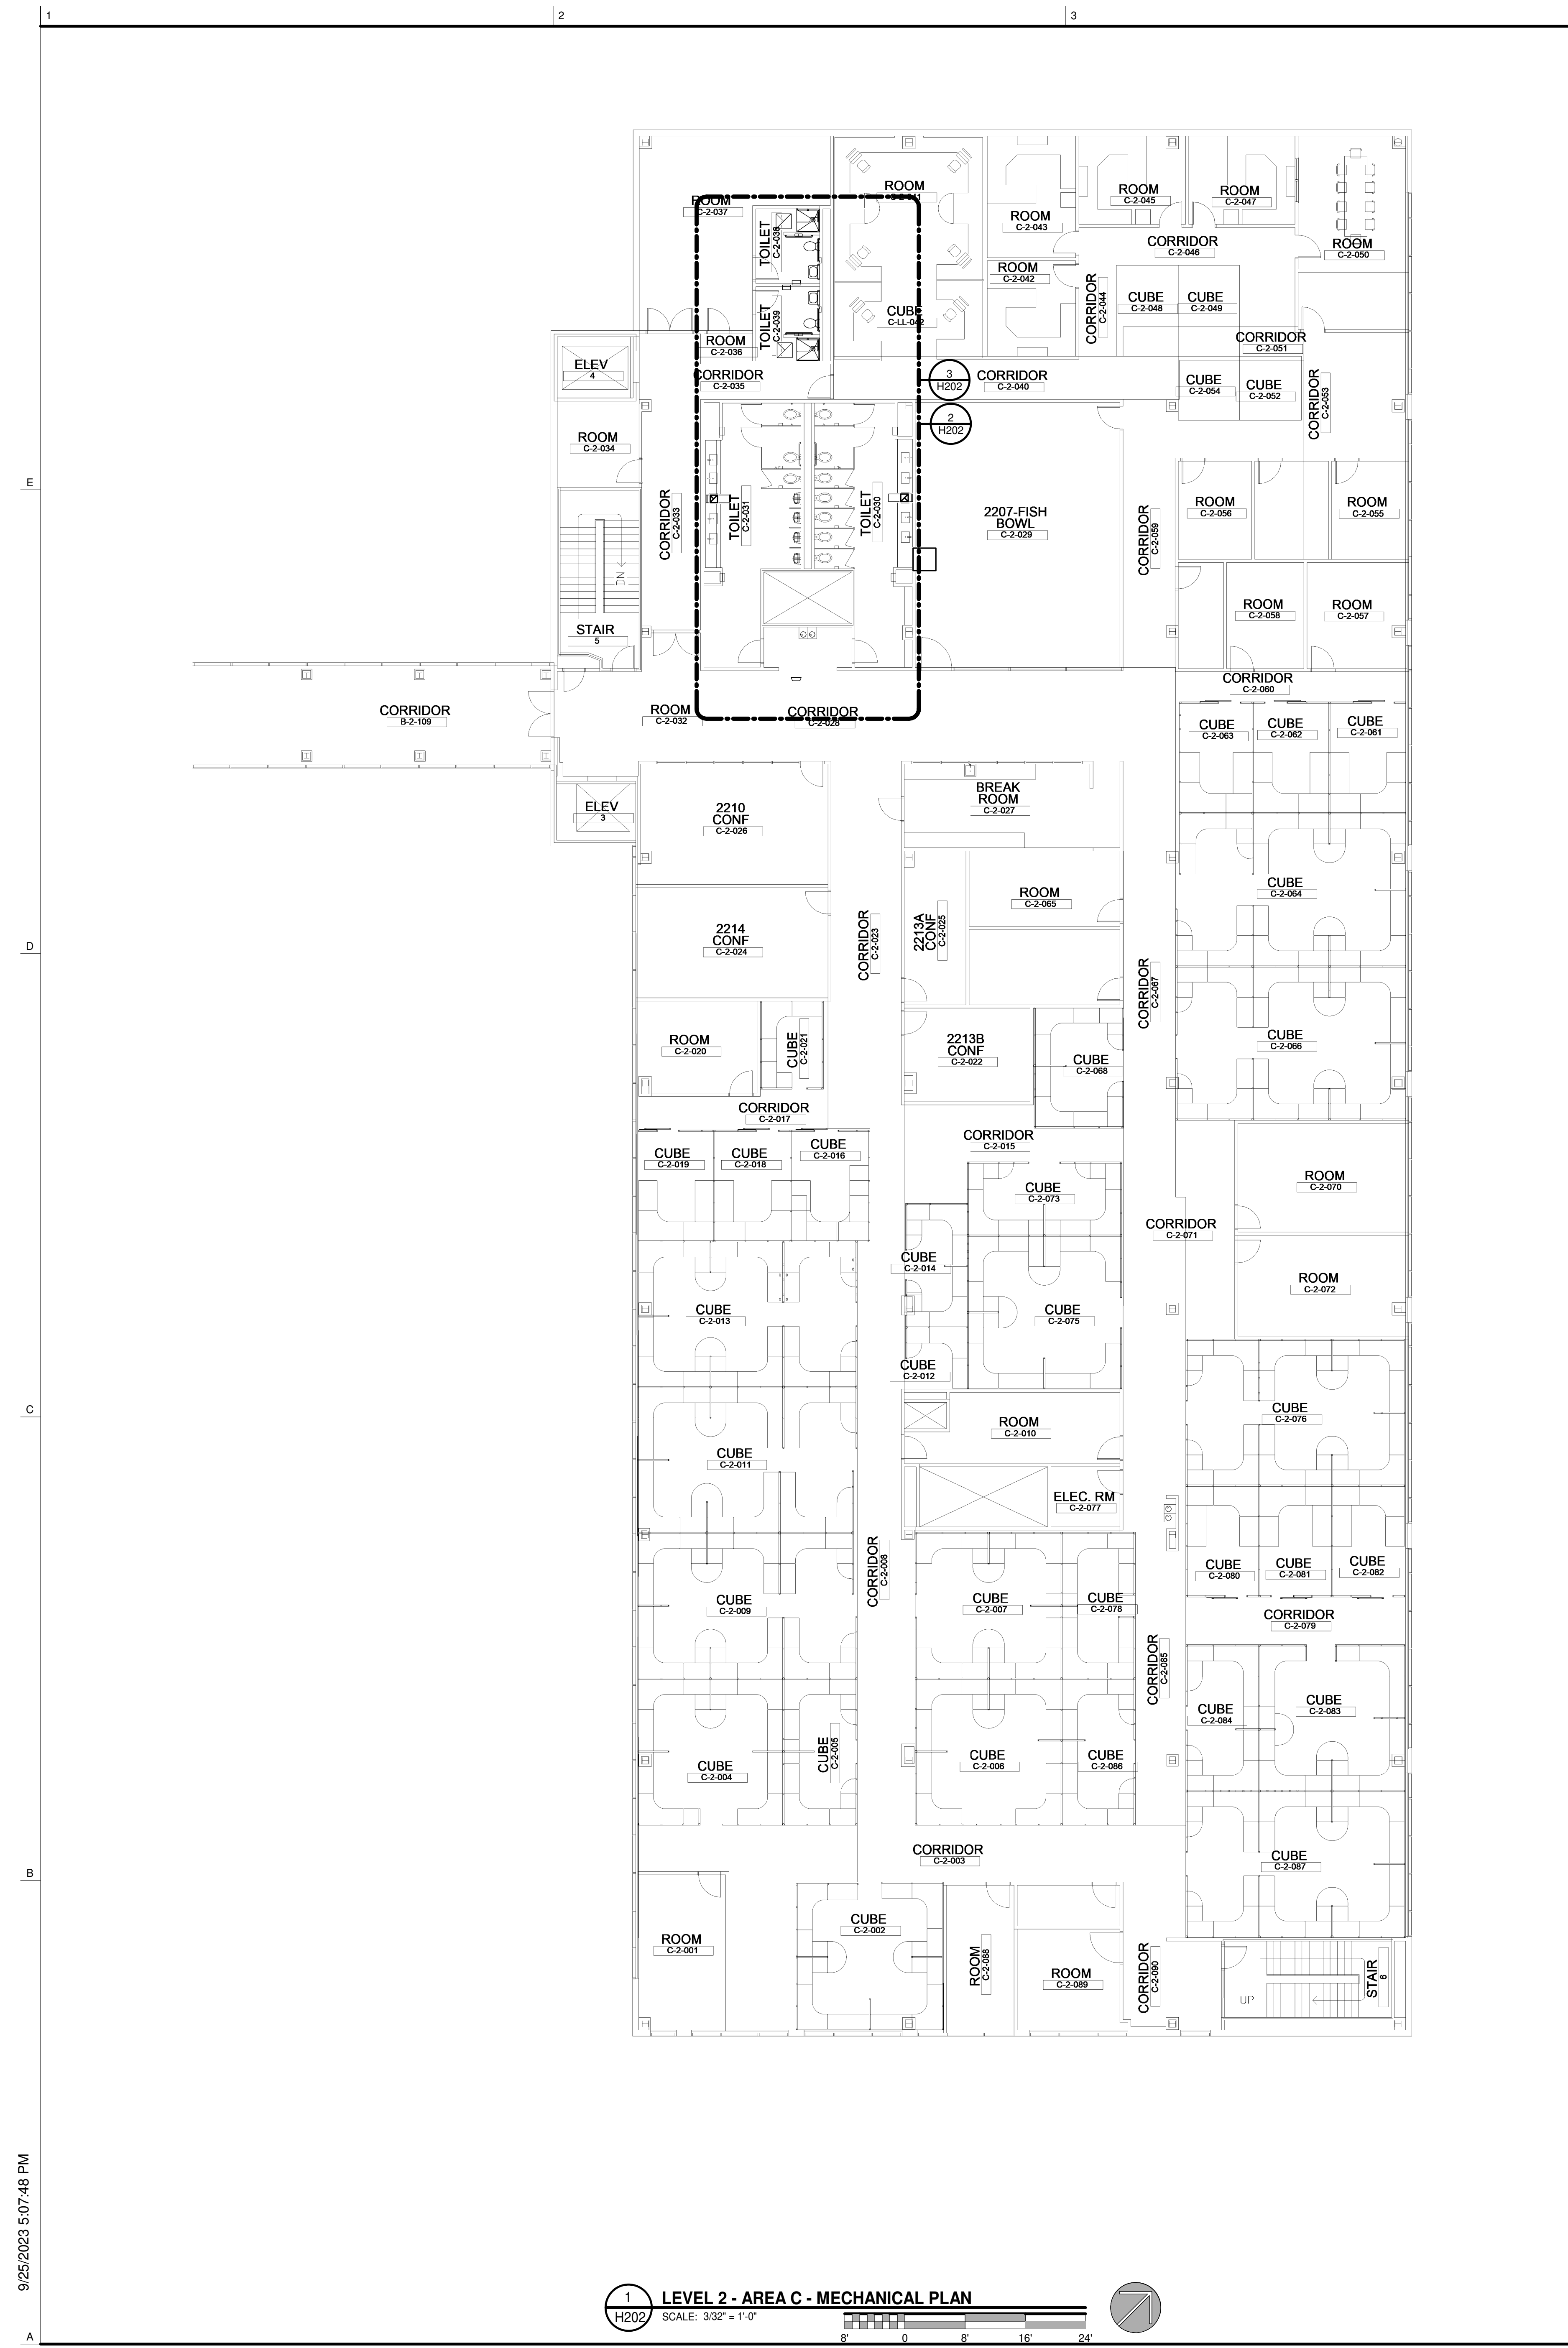 1
2
3
ROOM
C-2-037
TOILET
C-2-038
TOILET
C-2-039
ROOM
C-2-036
CORRIDOR
C-2-035
ROOM
CUBE
C-LL-042
ROOM
C-2-043
ROOM
C-2-042
CORRIDOR
C-2-044
ROOM
C-2-045
ROOM
C-2-047
CORRIDOR
C-2-046
ROOM
C-2-050
CUBE
C-2-048
CUBE
C-2-049
CORRIDOR
C-2-051
CUBE
C-2-054
CUBE
C-2-052
CORRIDOR
C-2-053
ELEV
4
3
H202
CORRIDOR
C-2-040
2
H202
ROOM
C-2-034
E
CORRIDOR
C-2-033
TOILET
C-2-031
TOILET
C-2-030
2207-FISH
BOWL
C-2-029
CORRIDOR
C-2-059
ROOM
C-2-056
ROOM
C-2-055
DN
STAIR
5
ROOM
C-2-058
ROOM
C-2-057
CORRIDOR
B-2-109
ROOM
C-2-032
CORRIDOR
C-2-028
CORRIDOR
C-2-060
CUBE
C-2-063
CUBE
C-2-062
CUBE
C-2-061
ELEV
3
2210
CONF
C-2-026
BREAK
ROOM
C-2-027
CUBE
C-2-064
ROOM
C-2-065
D
2214
CONF
C-2-024
CORRIDOR
C-2-023
2213A
CONF
C-2-025
CORRIDOR
C-2-067
ROOM
C-2-020
CUBE
C-2-021
2213B
CONF
C-2-022
CUBE
C-2-068
CUBE
C-2-066
CORRIDOR
C-2-017
CORRIDOR
C-2-015
CUBE
C-2-019
CUBE
C-2-018
CUBE
C-2-016
CUBE
C-2-073
ROOM
C-2-070
CORRIDOR
C-2-071
CUBE
C-2-014
ROOM
C-2-072
CUBE
C-2-013
CUBE
C-2-075
CUBE
C-2-012
C
CUBE
C-2-076
ROOM
C-2-010
CUBE
C-2-011
ELEC. RM
C-2-077
CORRIDOR
C-2-008
CUBE
C-2-080
CUBE
C-2-081
CUBE
C-2-082
CUBE
C-2-009
CUBE
C-2-007
CUBE
C-2-078
CORRIDOR
C-2-079
CORRIDOR
C-2-085
CUBE
C-2-084
CUBE
C-2-083
CUBE
C-2-004
CUBE
C-2-005
CUBE
C-2-006
CUBE
C-2-086
CORRIDOR
C-2-003
CUBE
C-2-087
B
ROOM
C-2-001
CUBE
C-2-002
ROOM
C-2-088
ROOM
C-2-089
CORRIDOR
C-2-090
UP
STAIR
6
9/25/2023 5:07:48 PM
1
H202
LEVEL 2 - AREA C - MECHANICAL PLAN
SCALE: 3/32" = 1'-0"
8' 0 8' 16' 24'
A